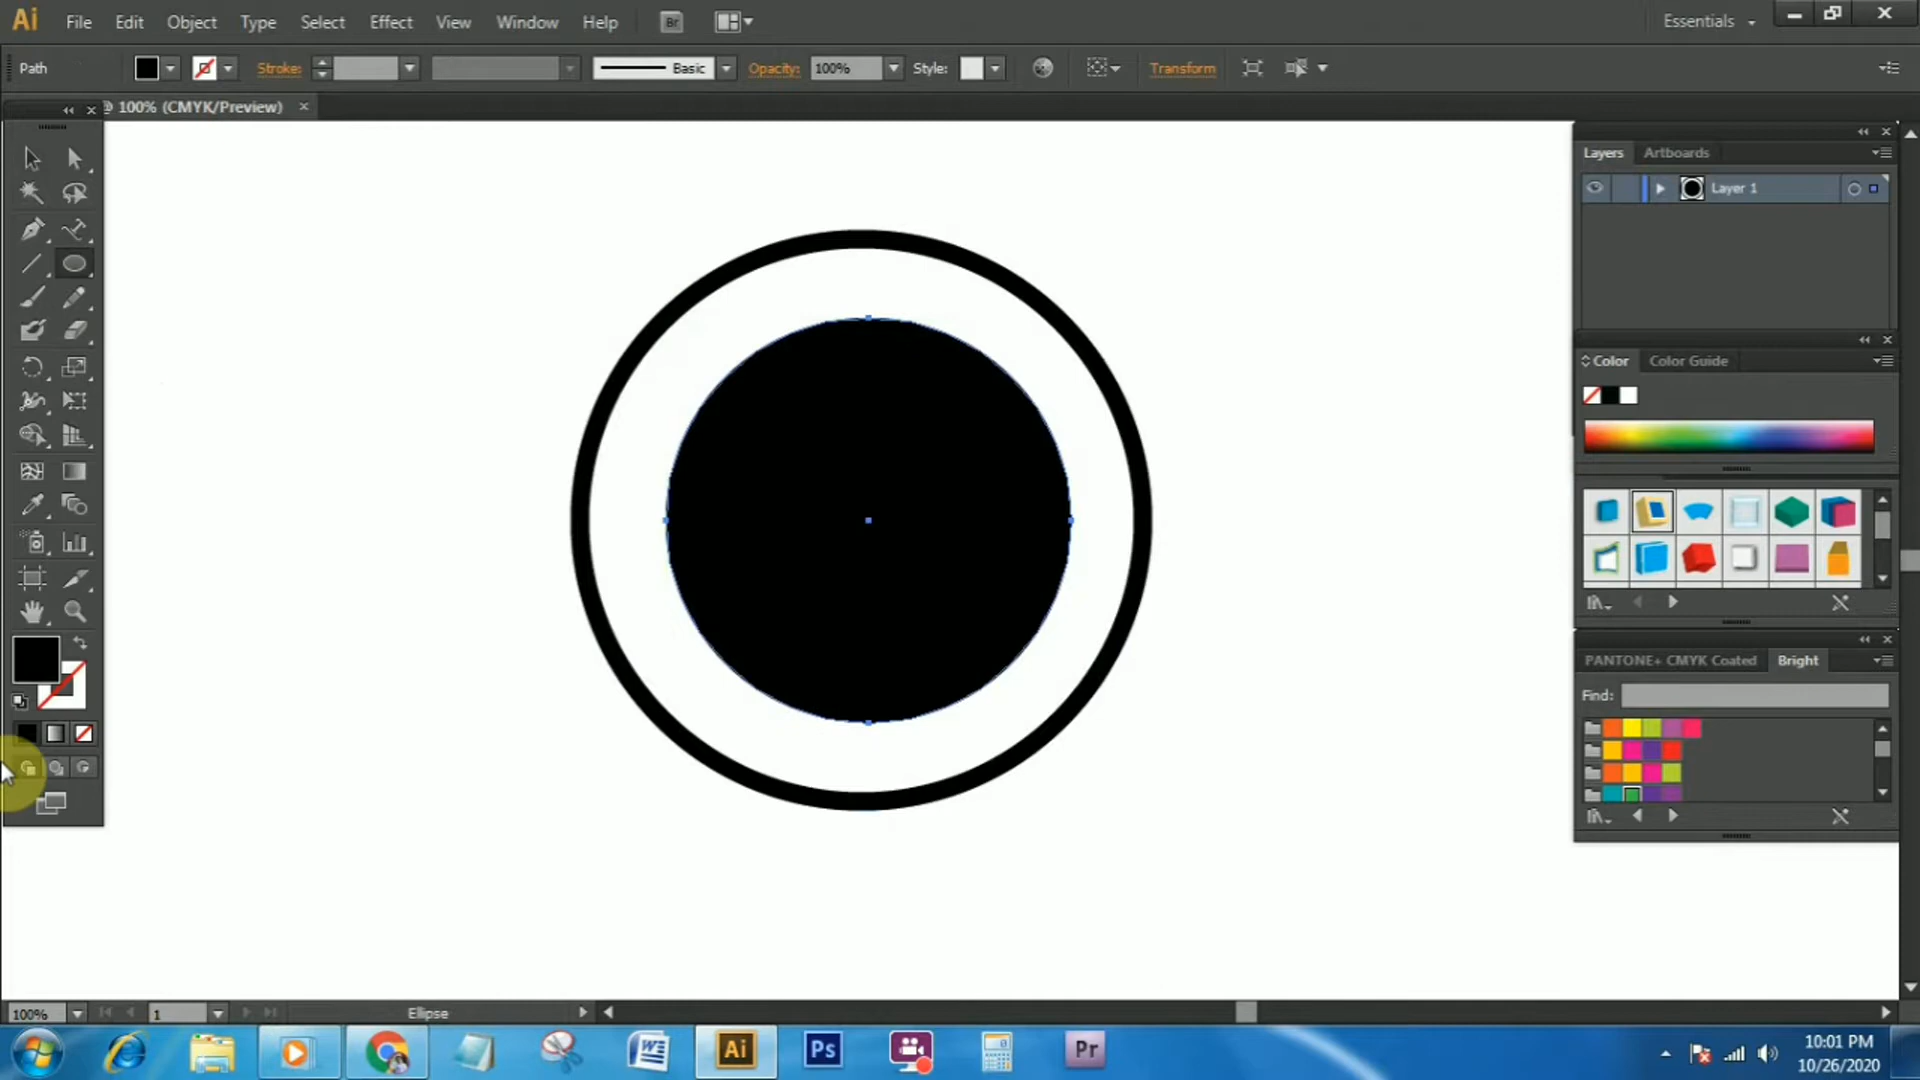 Ai File Edit Object Type Select Effect View Window Help Br Essentials
Path Stroke: Basic Opacity: 100% Style: Transform
@ 100% (CMYK/Preview)
Layers Artboards
Layer 1
Color Color Guide
PANTONE+ CMYK Coated Bright
Find:
100% 1 Ellipse
Ai Ps Pr
10:01 PM
10/26/2020